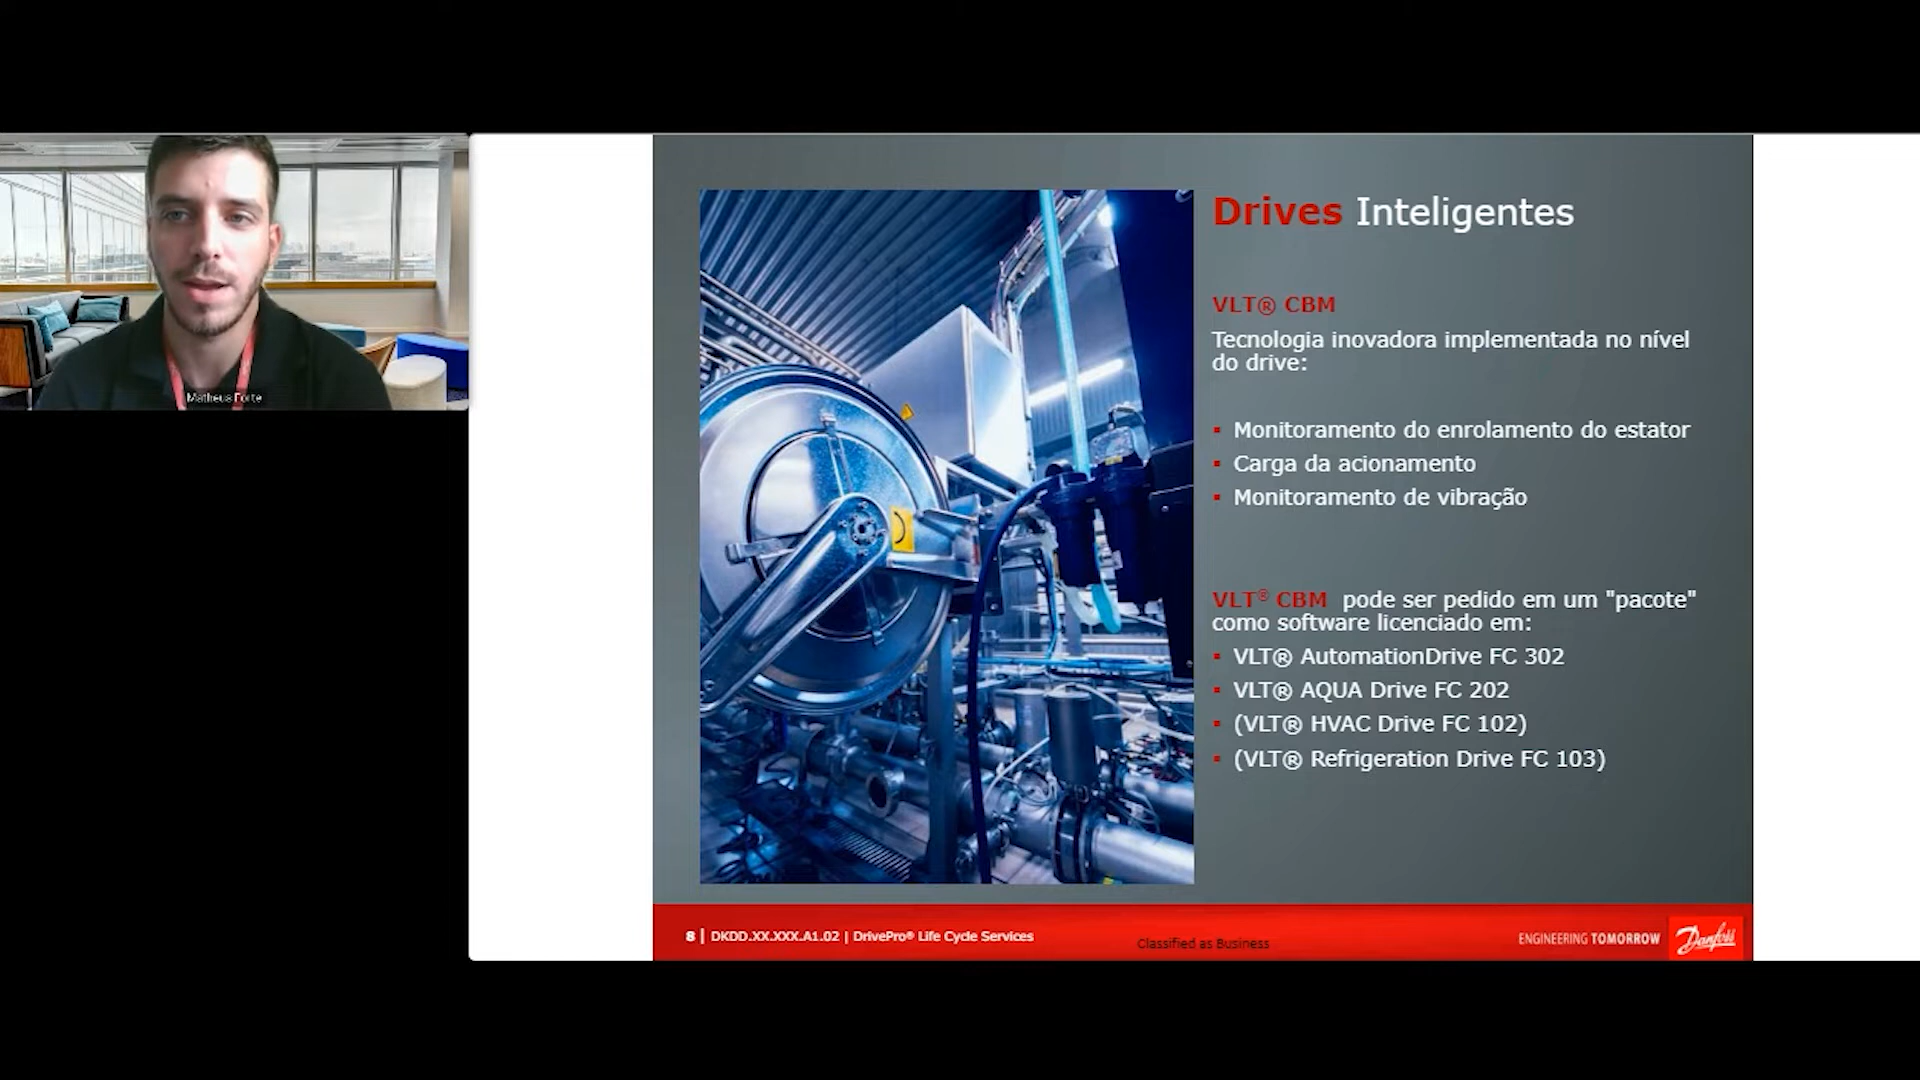 Matheus Forte
Drives Inteligentes
VLT® CBM
Tecnologia inovadora implementada no nível
do drive:
▪ Monitoramento do enrolamento do estator
▪ Carga da acionamento
▪ Monitoramento de vibração
VLT® CBM pode ser pedido em um "pacote"
como software licenciado em:
▪ VLT® AutomationDrive FC 302
▪ VLT® AQUA Drive FC 202
▪ (VLT® HVAC Drive FC 102)
▪ (VLT® Refrigeration Drive FC 103)
8 | DKDD.XX.XXX.A1.02 | DrivePro® Life Cycle Services
Classified as Business
ENGINEERING TOMORROW
Danfoss